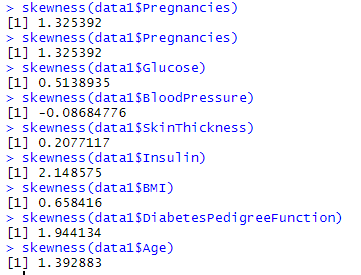 > skewness(data1$Pregnancies)
[1] 1.325392
> skewness(data1$Pregnancies)
[1] 1.325392
> skewness(data1$Glucose)
[1] 0.5138935
> skewness(data1$BloodPressure)
[1] -0.08684776
> skewness(data1$SkinThickness)
[1] 0.2077117
> skewness(data1$Insulin)
[1] 2.148575
> skewness(data1$BMI)
[1] 0.658416
> skewness(data1$DiabetesPedigreeFunction)
[1] 1.944134
> skewness(data1$Age)
[1] 1.392883